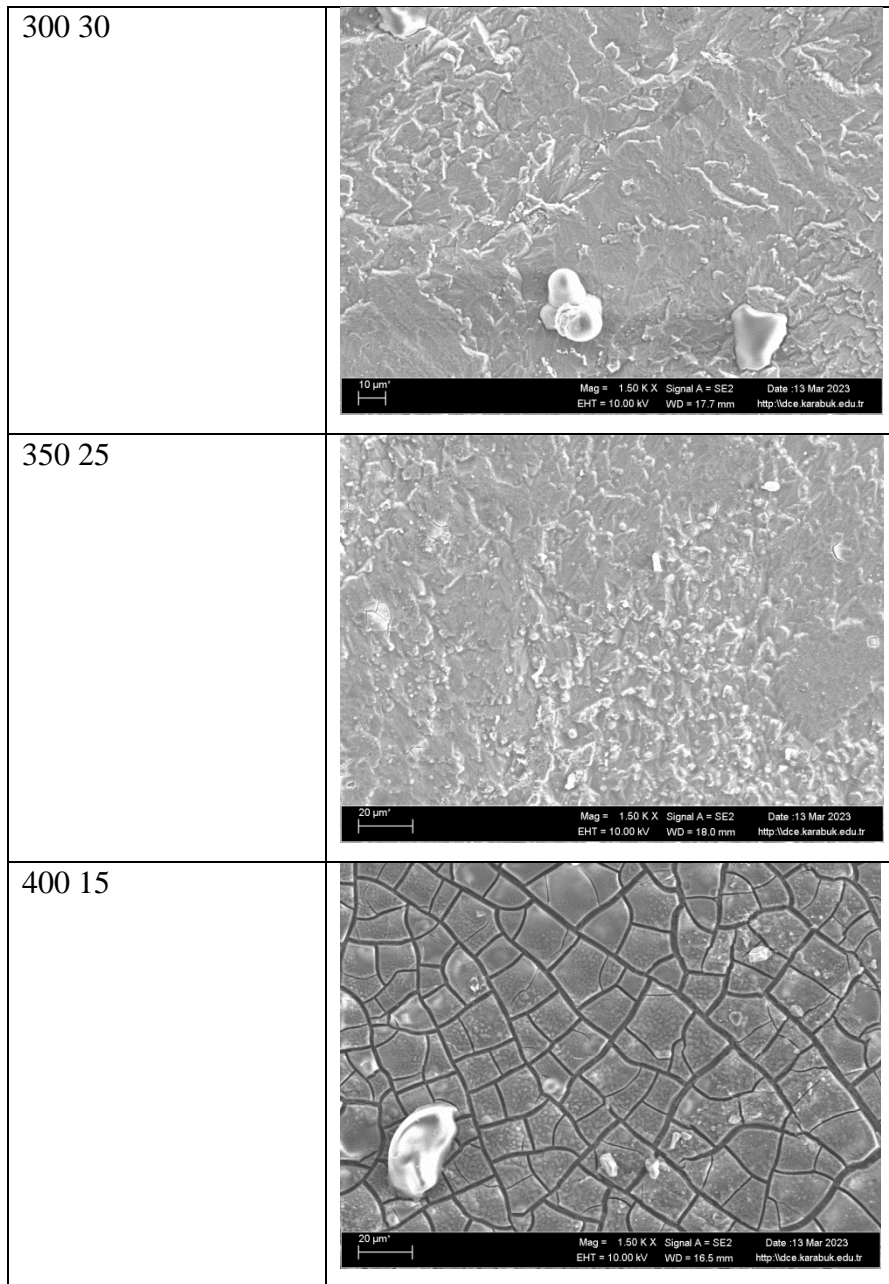 300 30
10 µm*
Mag = 1.50 K X Signal A = SE2 Date :13 Mar 2023
EHT = 10.00 kV WD = 17.7 mm http:\\dce.karabuk.edu.tr
350 25
20 µm*
Mag = 1.50 K X Signal A = SE2 Date :13 Mar 2023
EHT = 10.00 kV WD = 18.0 mm http:\\dce.karabuk.edu.tr
400 15
20 µm*
Mag = 1.50 K X Signal A = SE2 Date :13 Mar 2023
EHT = 10.00 kV WD = 16.5 mm http:\\dce.karabuk.edu.tr